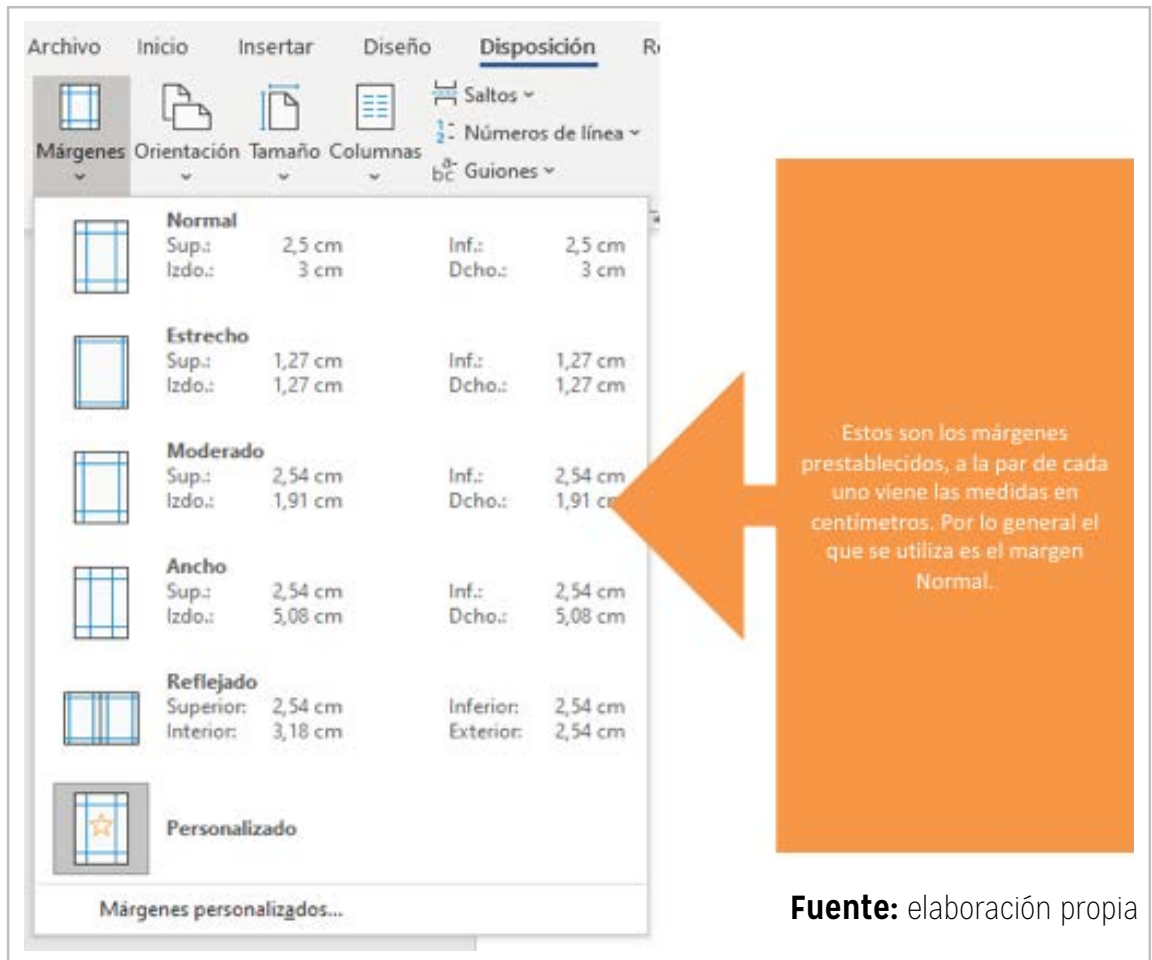 Archivo Inicio Insertar Diseño Disposición
Márgenes Orientación Tamaño Columnas
Saltos
Números de línea
Guiones
Normal
Sup.: 2,5 cm Inf.: 2,5 cm
Izdo.: 3 cm Dcho.: 3 cm
Estrecho
Sup.: 1,27 cm Inf.: 1,27 cm
Izdo.: 1,27 cm Dcho.: 1,27 cm
Moderado
Sup.: 2,54 cm Inf.: 2,54 cm
Izdo.: 1,91 cm Dcho.: 1,91
Ancho
Sup.: 2,54 cm Inf.: 2,54 cm
Izdo.: 5,08 cm Dcho.: 5,08 cm
Reflejado
Superior: 2,54 cm Inferior: 2,54 cm
Interior: 3,18 cm Exterior: 2,54 cm
Personalizado
Márgenes personalizados...
Estos son los márgenes
prestablecidos, a la par de cada
uno viene las medidas en
centímetros. Por lo general el
que se utiliza es el margen
Normal.
Fuente: elaboración propia